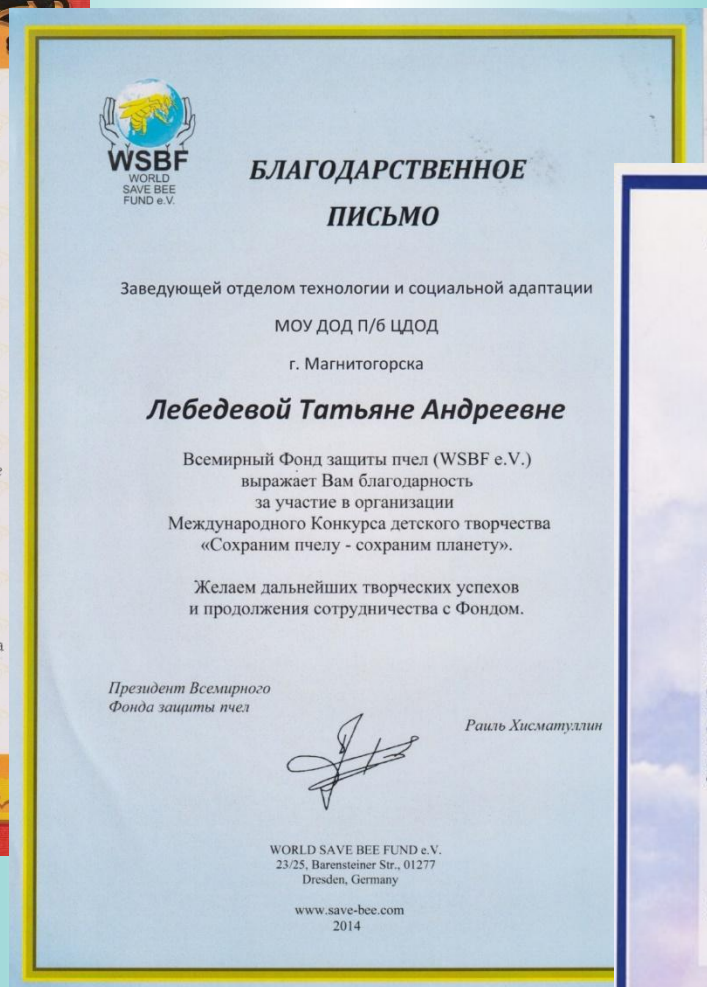 WSBF
WORLD
SAVE BEE
FUND e.V.
БЛАГОДАРСТВЕННОЕ
ПИСЬМО
Заведующей отделом технологии и социальной адаптации
МОУ ДОД П/б ЦДОД
г. Магнитогорска
Лебедевой Татьяне Андреевне
Всемирный Фонд защиты пчел (WSBF e.V.)
выражает Вам благодарность
за участие в организации
Международного Конкурса детского творчества
«Сохраним пчелу - сохраним планету».
Желаем дальнейших творческих успехов
и продолжения сотрудничества с Фондом.
Президент Всемирного
Фонда защиты пчел
Раиль Хисматуллин
WORLD SAVE BEE FUND e.V.
23/25, Barensteiner Str., 01277
Dresden, Germany
www.save-bee.com
2014